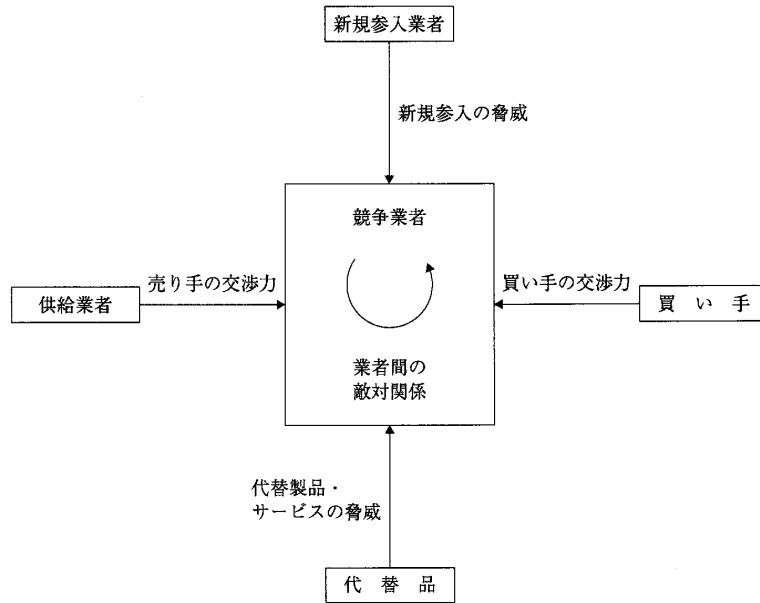 新規参入業者
新規参入の脅威
競争業者
売り手の交渉力
買い手の交渉力
供給業者
買い手
業者間の
敵対関係
代替製品・
サービスの脅威
代替品